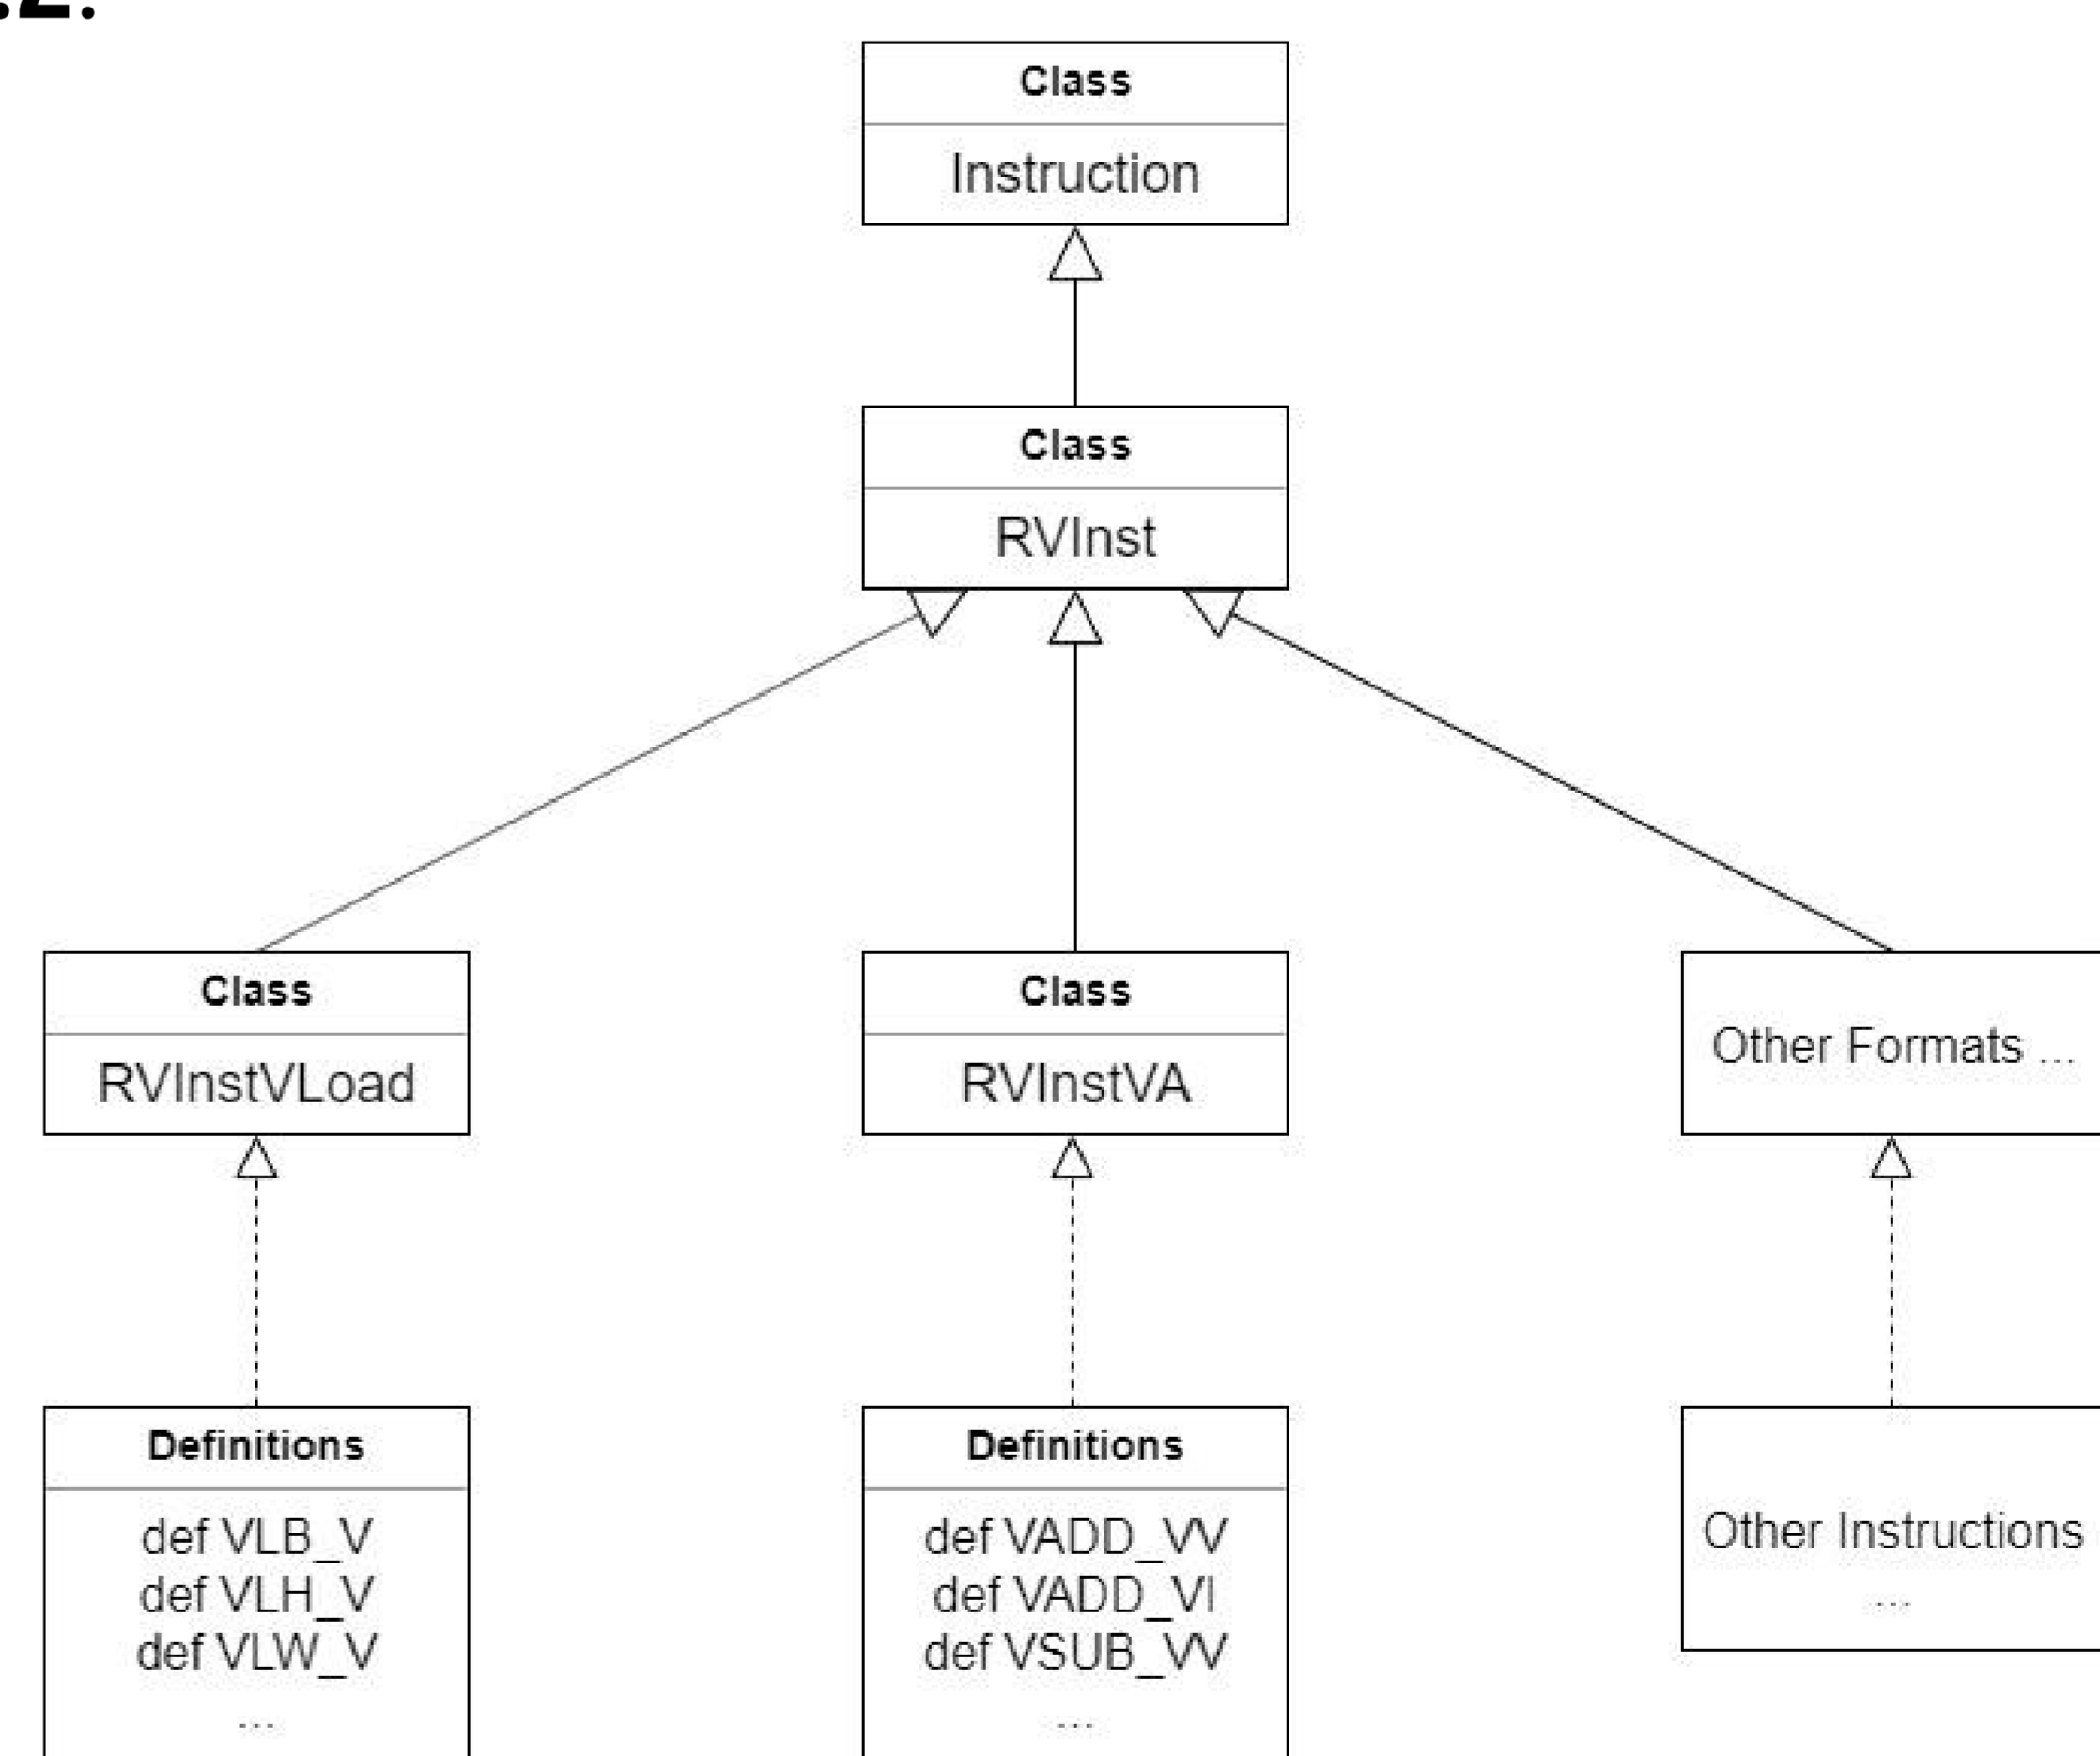 .2.
Class
Instruction
Class
RVInst
Class
RVInstVLoad
Class
RVInstVA
Other Formats ...
Definitions
def VLB_V
def VLH_V
def VLW_V
...
Definitions
def VADD_VV
def VADD_VI
def VSUB_VV
...
Other Instructions
...